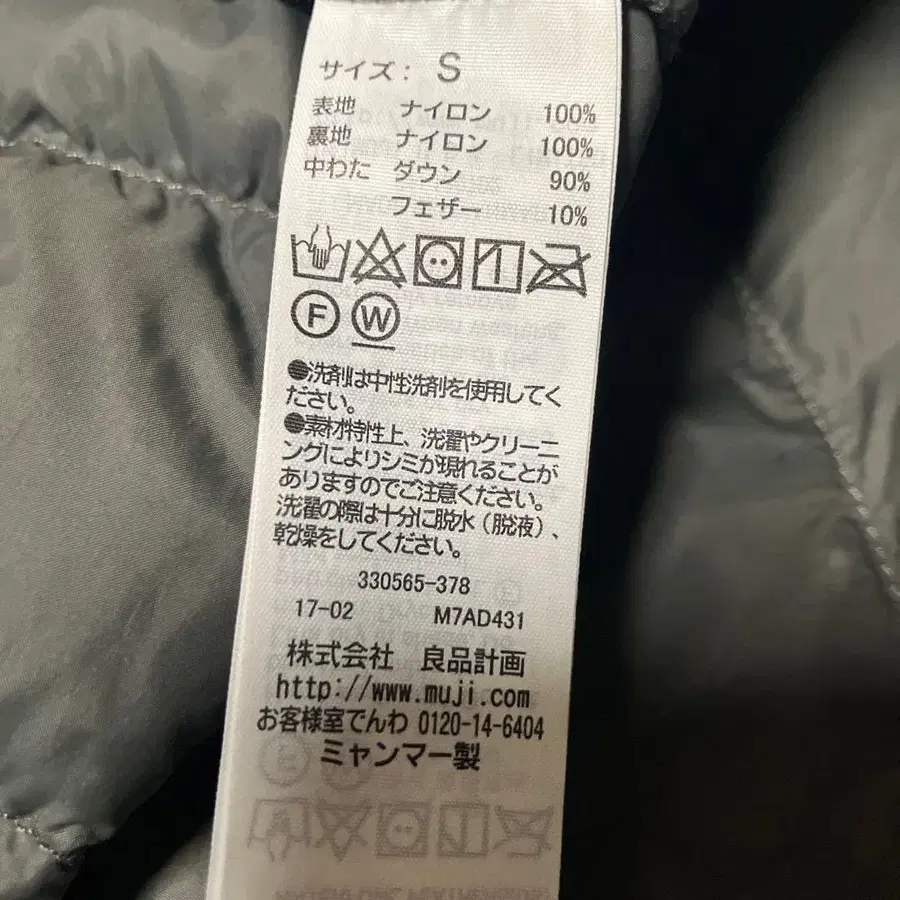 サイズ： S
表地 ナイロン 100%
裏地 ナイロン 100%
中わた ダウン 90%
フェザー 10%
F W
●洗剤は中性洗剤を使用してく
ださい。
●素材特性上、洗濯やクリーニ
ングによりシミが現れることが
ありますのでご注意ください。
洗濯の際は十分に脱水（脱液）、
乾燥をしてください。
330565-378
17-02 M7AD431
株式会社 良品計画
http://www.muji.com
お客様室でんわ 0120-14-6404
ミャンマー製